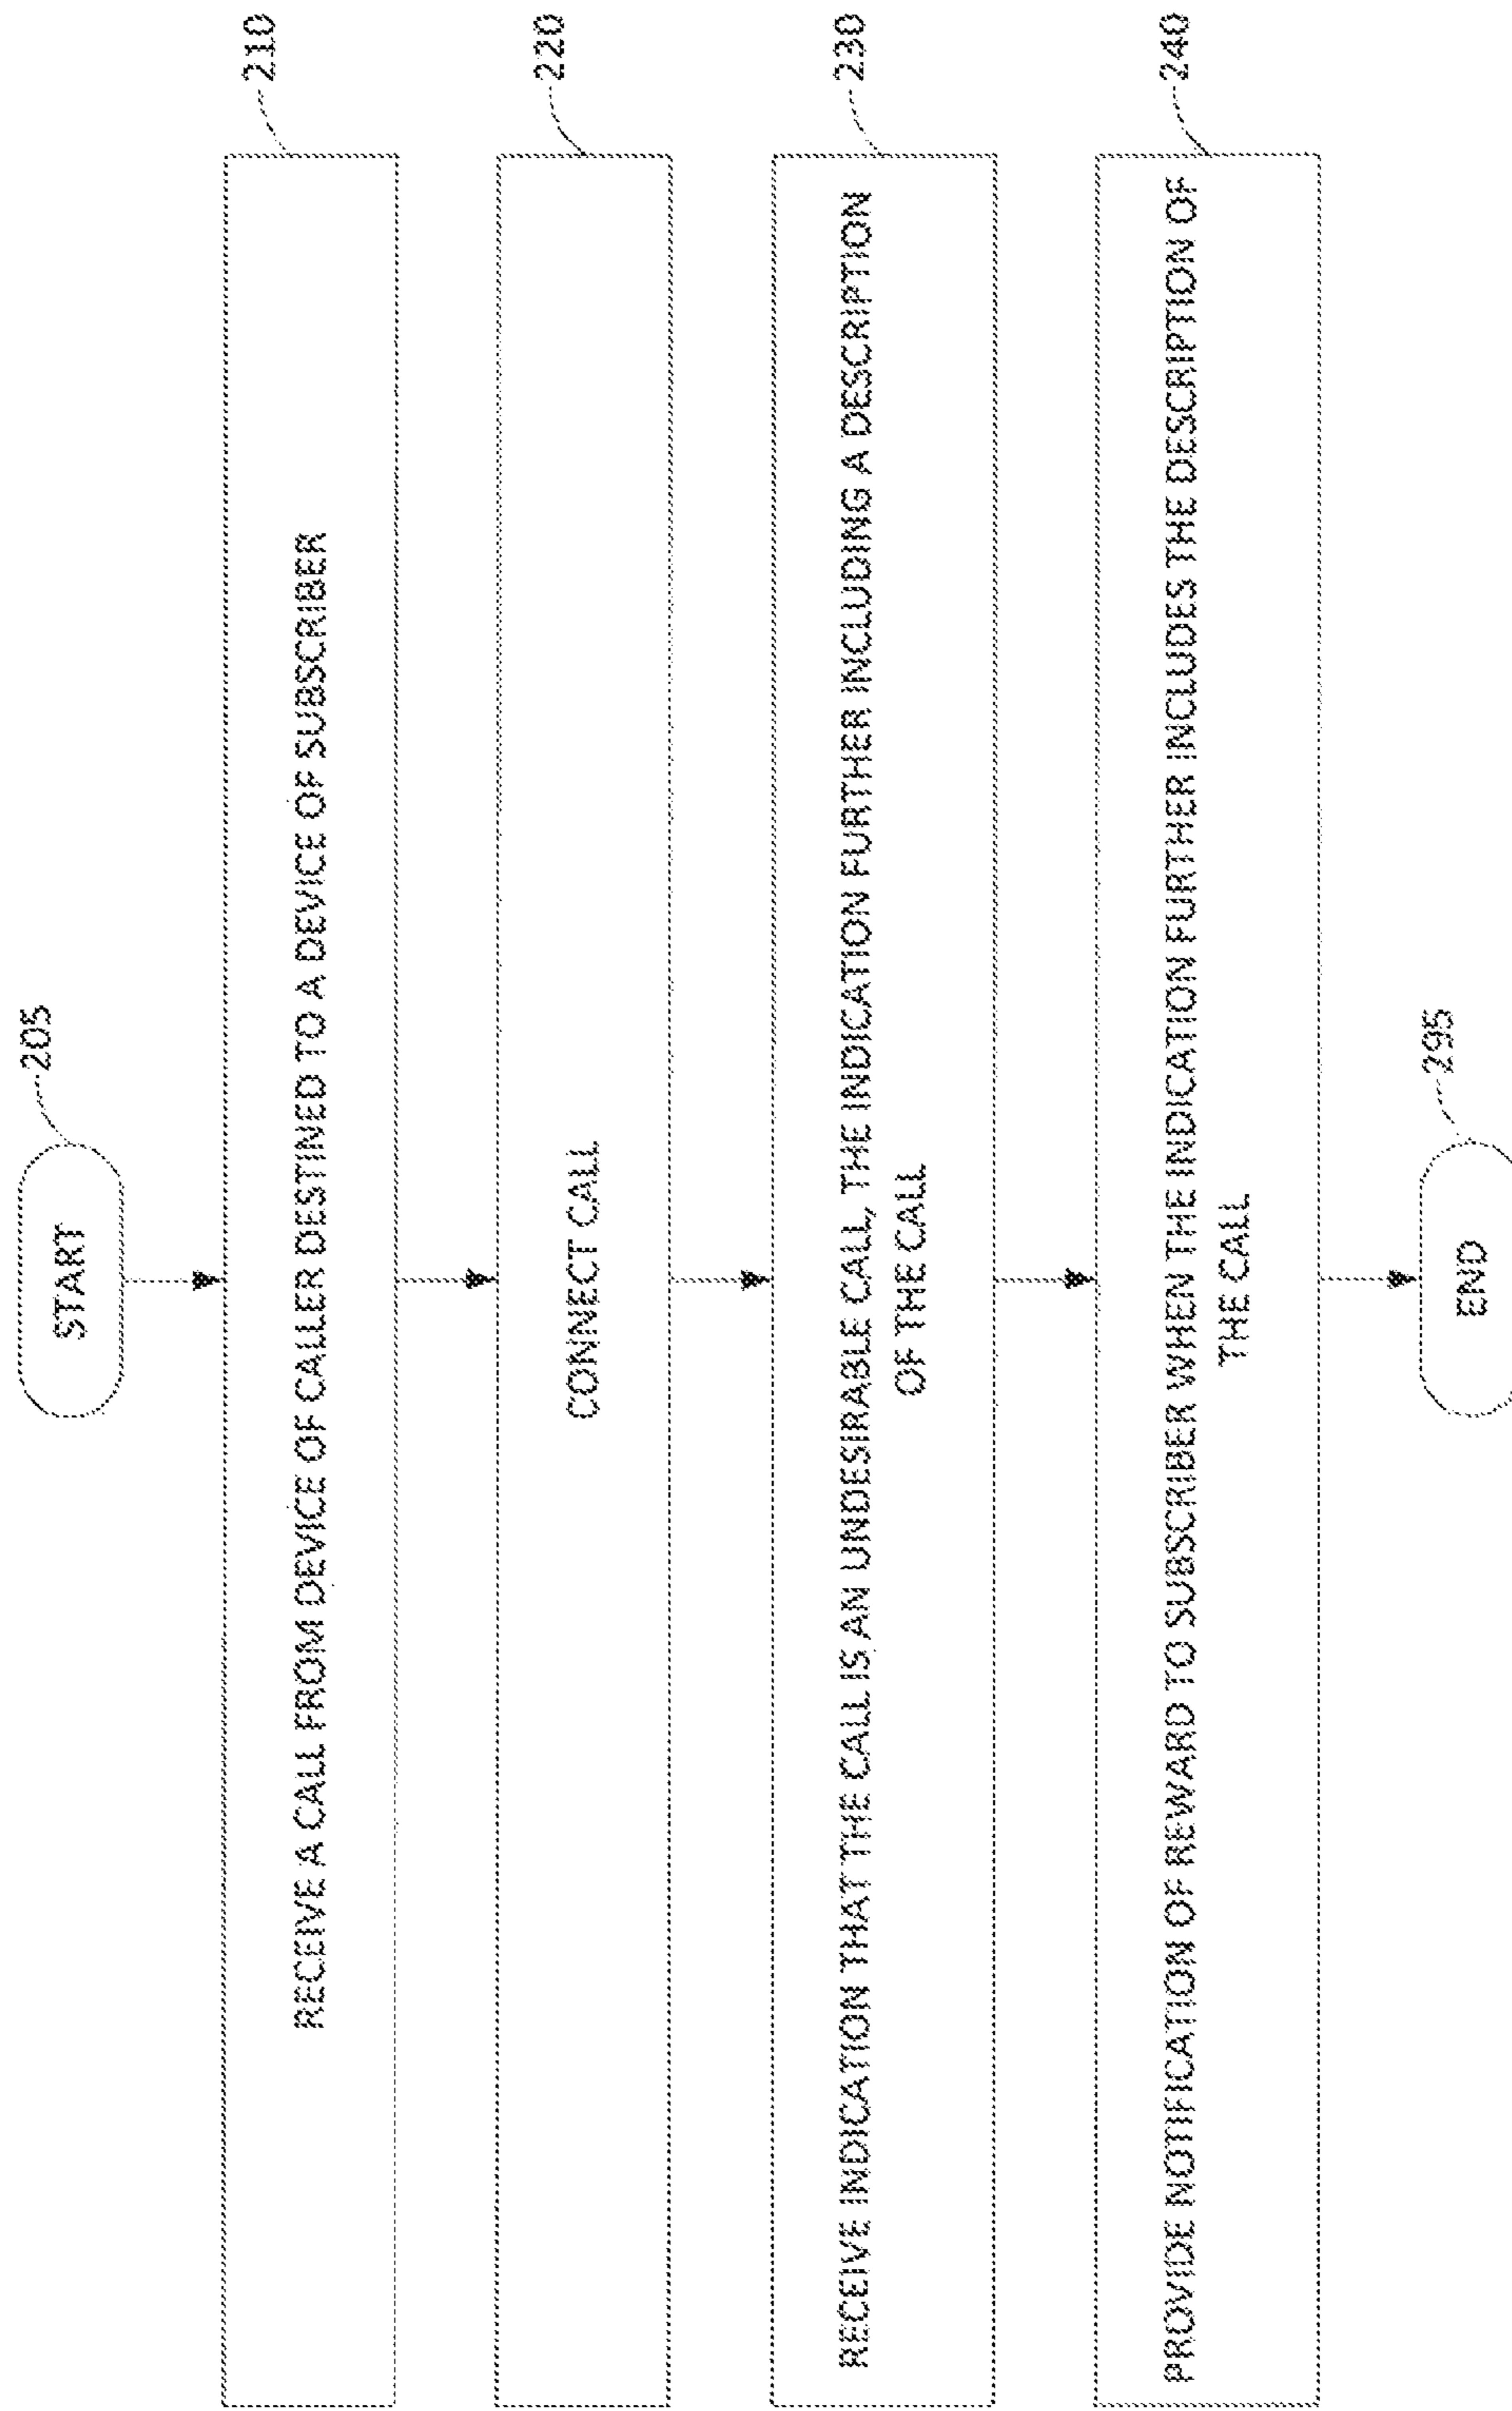 205
START
210
RECEIVE A CALL FROM DEVICE OF CALLER DESTINED TO A DEVICE OF SUBSCRIBER
220
CONNECT CALL
230
RECEIVE INDICATION THAT THE CALL IS AN UNDESIRABLE CALL, THE INDICATION FURTHER INCLUDING A DESCRIPTION
OF THE CALL
240
PROVIDE NOTIFICATION OF REWARD TO SUBSCRIBER WHEN THE INDICATION FURTHER INCLUDES THE DESCRIPTION OF
THE CALL
295
END